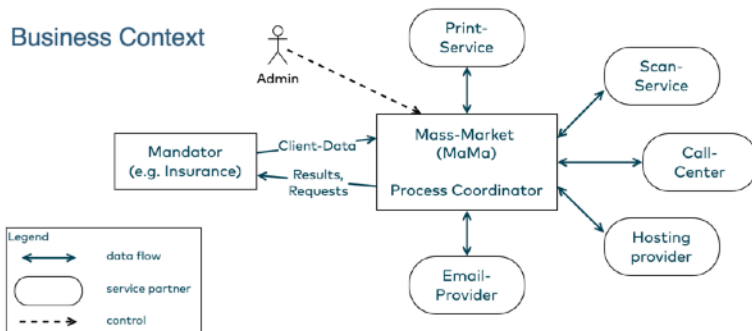 Business Context
Admin
Print-
Service
Scan-
Service
Mandator
(e.g. Insurance)
Client-Data
Results,
Requests
Mass-Market
(MaMa)
Process Coordinator
Call-
Center
Hosting
provider
Email-
Provider
Legend
data flow
service partner
control